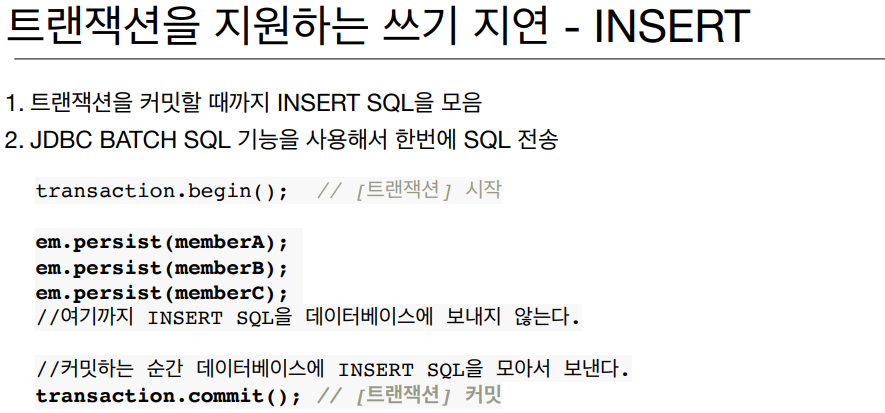 트랜잭션을 지원하는 쓰기 지연 - INSERT
1. 트랜잭션을 커밋할 때까지 INSERT SQL을 모음
2. JDBC BATCH SQL 기능을 사용해서 한번에 SQL 전송
transaction.begin();  // [트랜잭션] 시작
em.persist(memberA);
em.persist(memberB);
em.persist(memberC);
//여기까지 INSERT SQL을 데이터베이스에 보내지 않는다.
//커밋하는 순간 데이터베이스에 INSERT SQL을 모아서 보낸다.
transaction.commit(); // [트랜잭션] 커밋